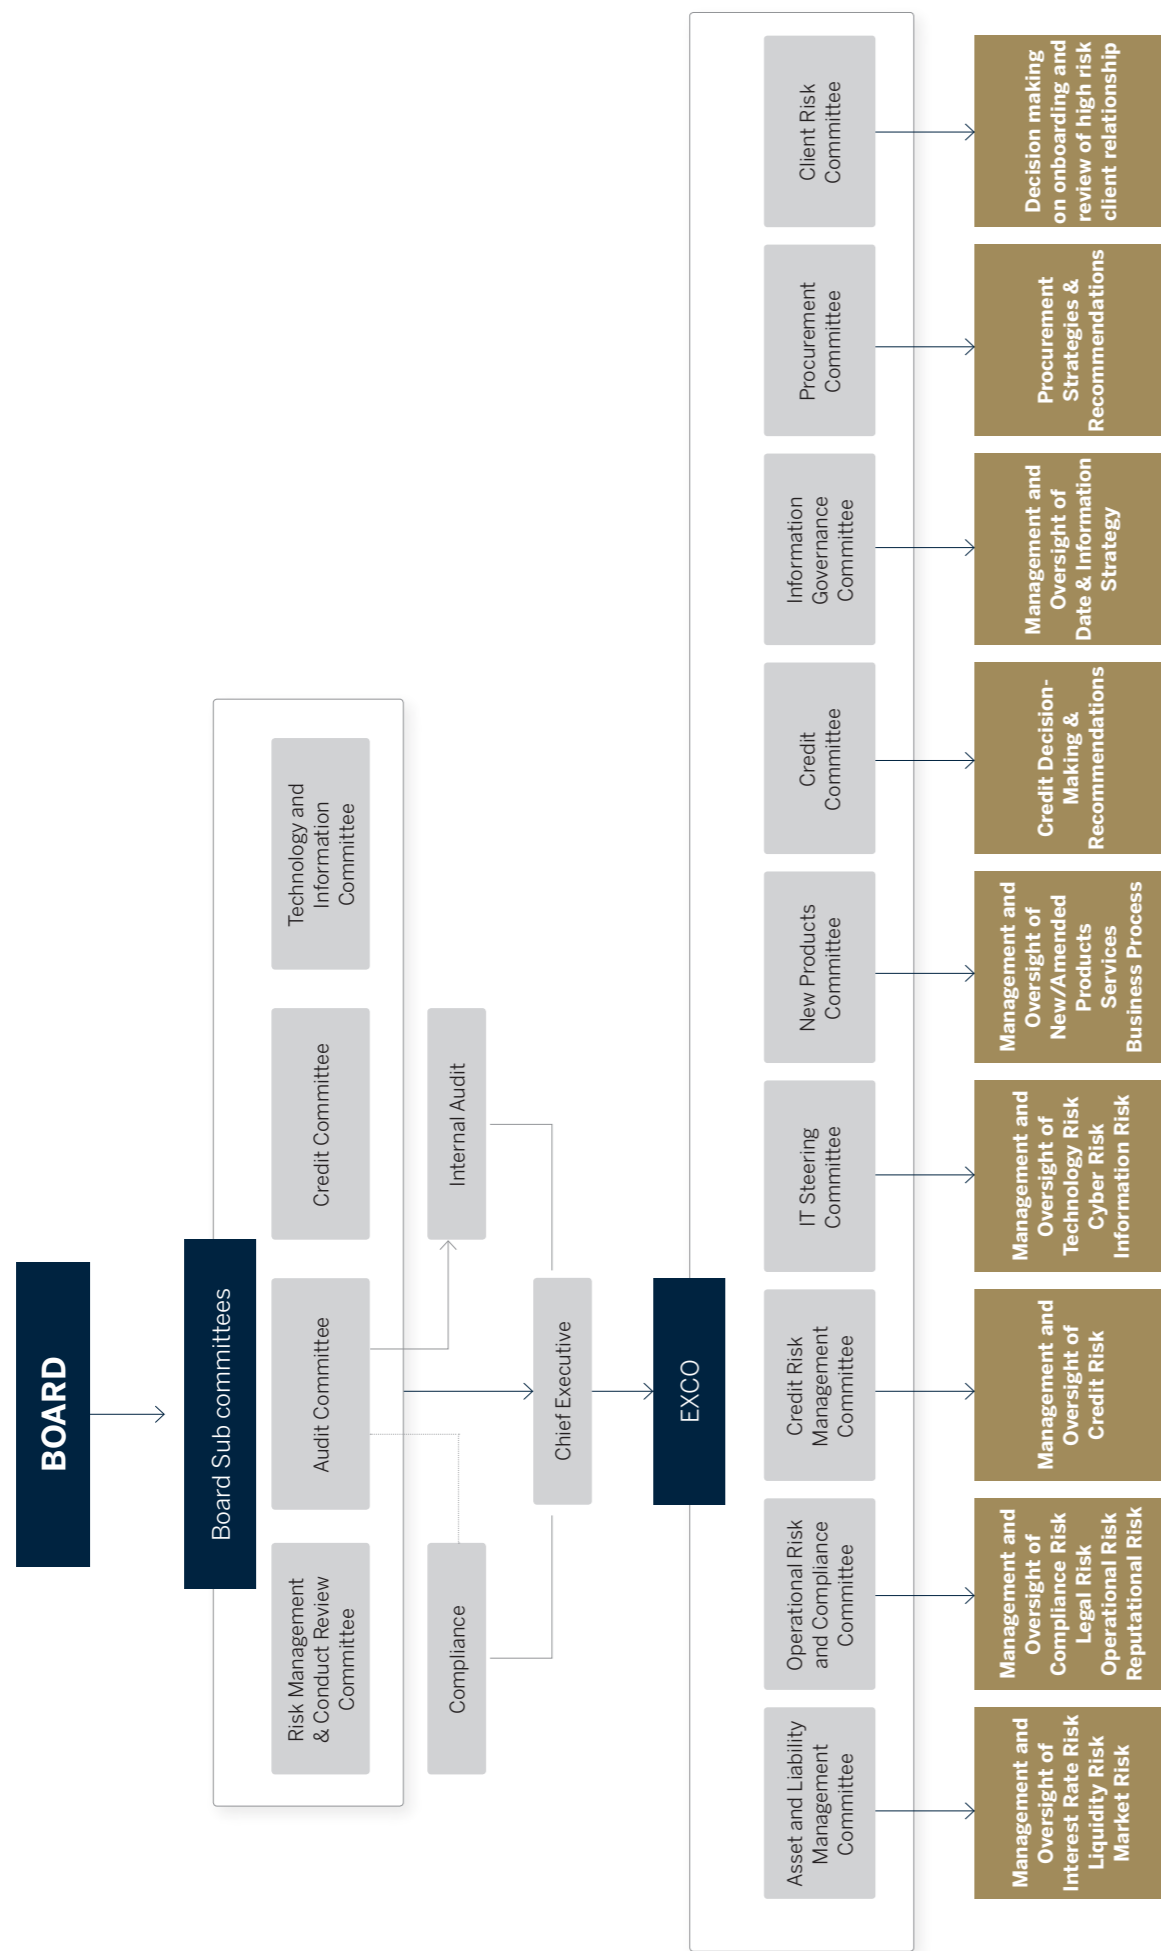 BOARD
Board Sub committees
Risk Management
& Conduct Review
Committee
Audit Committee
Credit Committee
Technology and
Information
Committee
Compliance
Internal Audit
Chief Executive
EXCO
Asset and Liability
Management
Committee
Operational Risk
and Compliance
Committee
Credit Risk
Management
Committee
IT Steering
Committee
New Products
Committee
Credit
Committee
Information
Governance
Committee
Procurement
Committee
Client Risk
Committee
Management and
Oversight of
Interest Rate Risk
Liquidity Risk
Market Risk
Management and
Oversight of
Compliance Risk
Legal Risk
Operational Risk
Reputational Risk
Management and
Oversight of
Credit Risk
Management and
Oversight of
Technology Risk
Cyber Risk
Information Risk
Management and
Oversight of
New/Amended
Products
Services
Business Process
Credit Decision-
Making &
Recommendations
Management and
Oversight of
Date & Information
Strategy
Procurement
Strategies &
Recommendations
Decision making
on onboarding and
review of high risk
client relationship